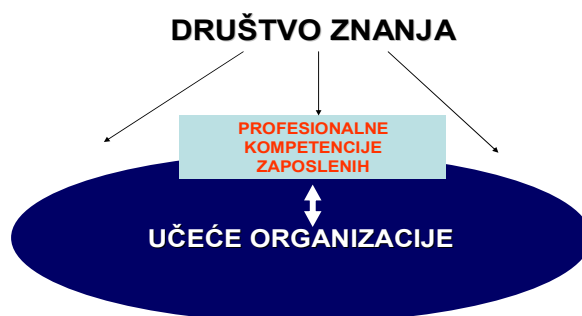 DRUŠTVO ZNANJA
PROFESIONALNE
KOMPETENCIJE
ZAPOSLENIH
UČEĆE ORGANIZACIJE